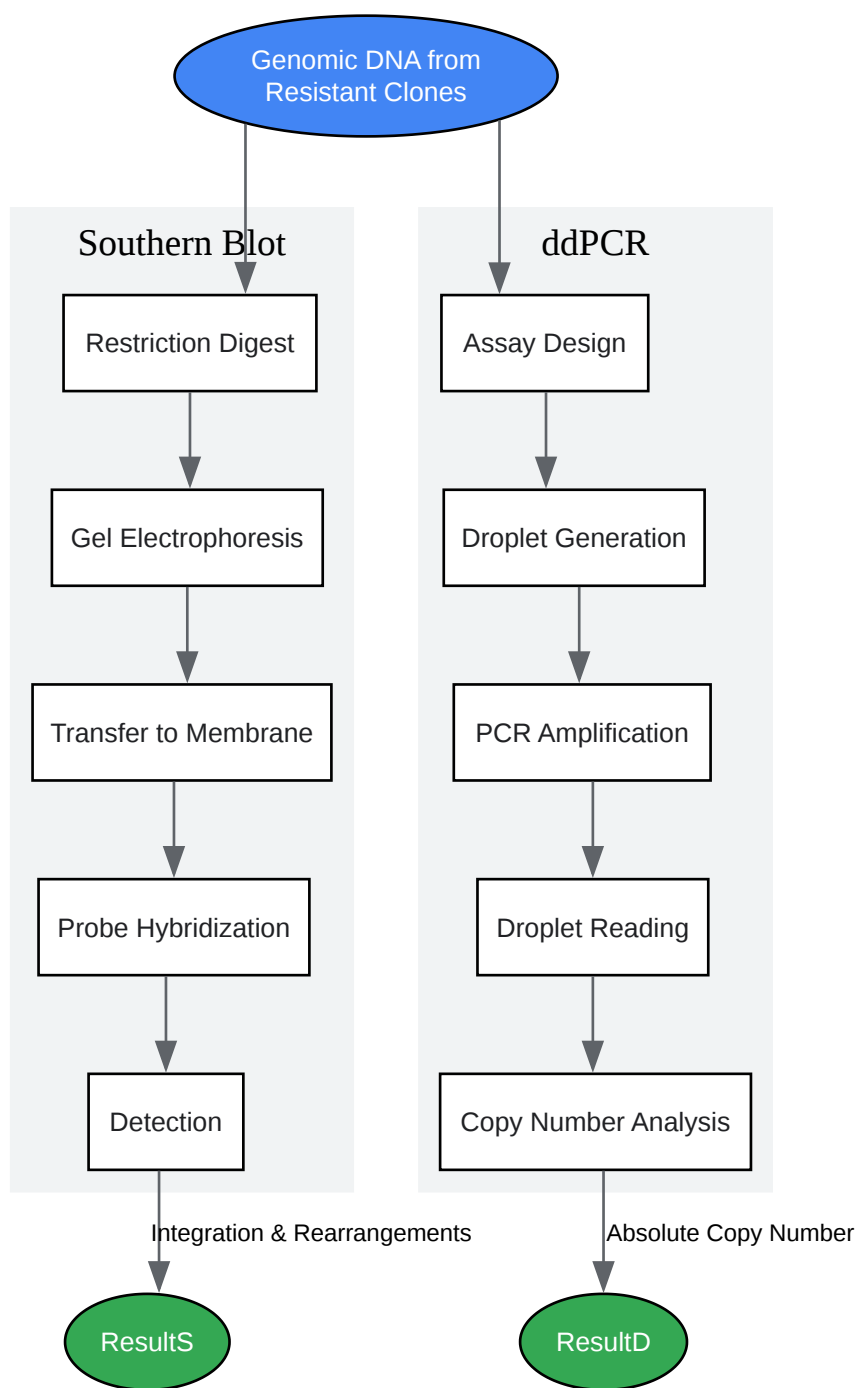 Genomic DNA from
Resistant Clones
Southern Blot
Restriction Digest
Gel Electrophoresis
Transfer to Membrane
Probe Hybridization
Detection
Integration & Rearrangements
ResultS
ddPCR
Assay Design
Droplet Generation
PCR Amplification
Droplet Reading
Copy Number Analysis
Absolute Copy Number
ResultD